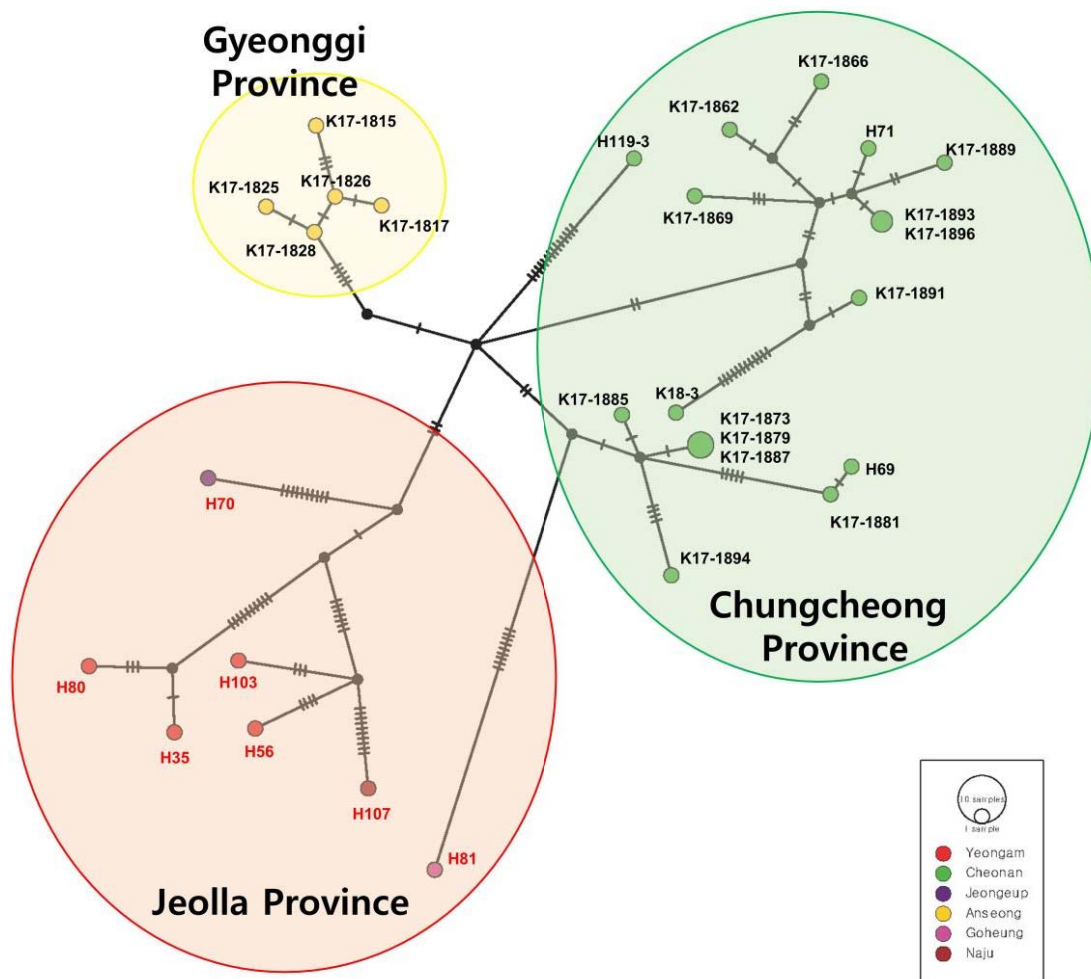 Gyeonggi
Province
K17-1815
K17-1825
K17-1826
K17-1817
K17-1828
K17-1866
K17-1862
H119-3
H71
K17-1889
K17-1869
K17-1893
K17-1896
K17-1891
K18-3
K17-1885
K17-1873
K17-1879
K17-1887
H69
K17-1881
K17-1894
Chungcheong
Province
H70
H80
H103
H35
H56
H107
H81
Jeolla Province
10 samples
1 sample
Yeongam
Cheonan
Jeongeup
Anseong
Goheung
Naju